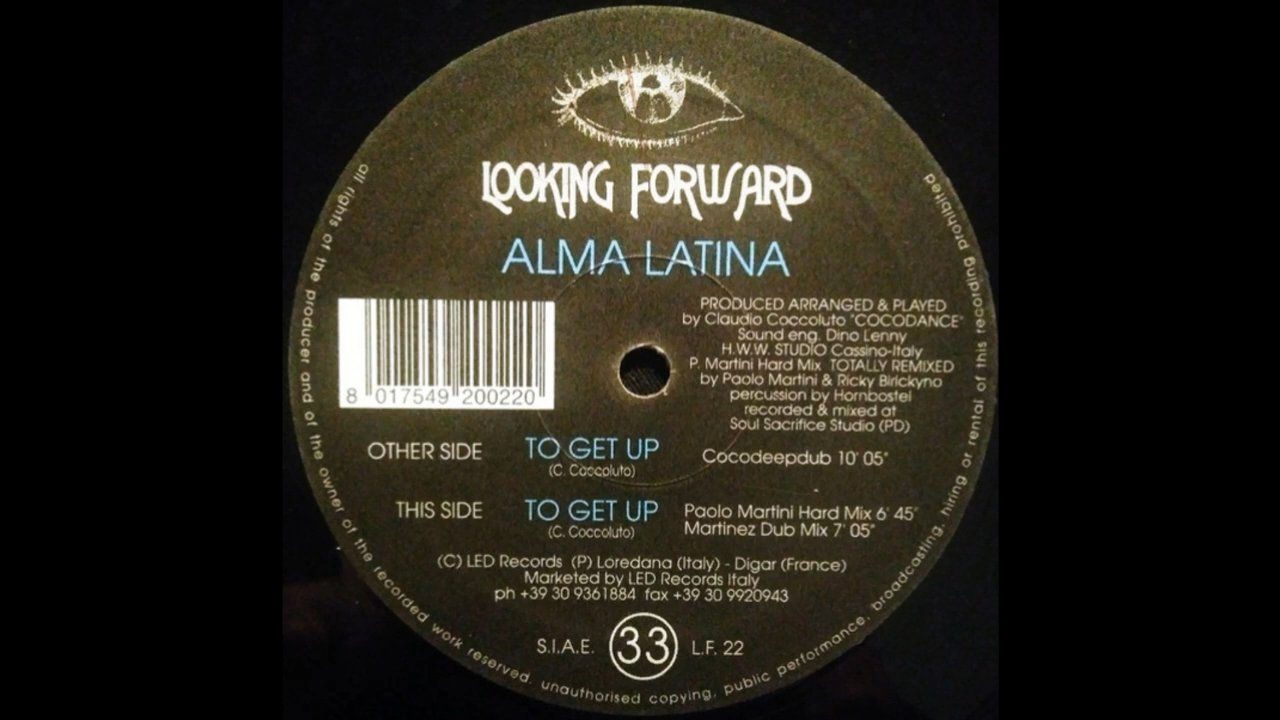 LOOKING FORWARD
ALMA LATINA
PRODUCED ARRANGED & PLAYED
by Claudio Coccoluto "COCODANCE"
Sound eng. Dino Lenny
H.W.W. STUDIO Cassino-Italy
P. Martini Hard Mix TOTALLY REMIXED
by Paolo Martini & Ricky Birickyno
percussion by Hornbostel
recorded & mixed at
Soul Sacrifice Studio (PD)
8 017549 200220
OTHER SIDE TO GET UP Cocodeepdub 10' 05"
(C. Coccoluto)
THIS SIDE TO GET UP Paolo Martini Hard Mix 6' 45"
(C. Coccoluto) Martinez Dub Mix 7' 05"
(C) LED Records (P) Loredana (Italy) - Digar (France)
Marketed by LED Records Italy
ph +39 30 9361884 fax +39 30 9920943
S.I.A.E. 33 L.F. 22
all rights of the producer and of the owner of the recorded work reserved. unauthorised copying, public performance, broadcasting, hiring or rental of this recording prohibited